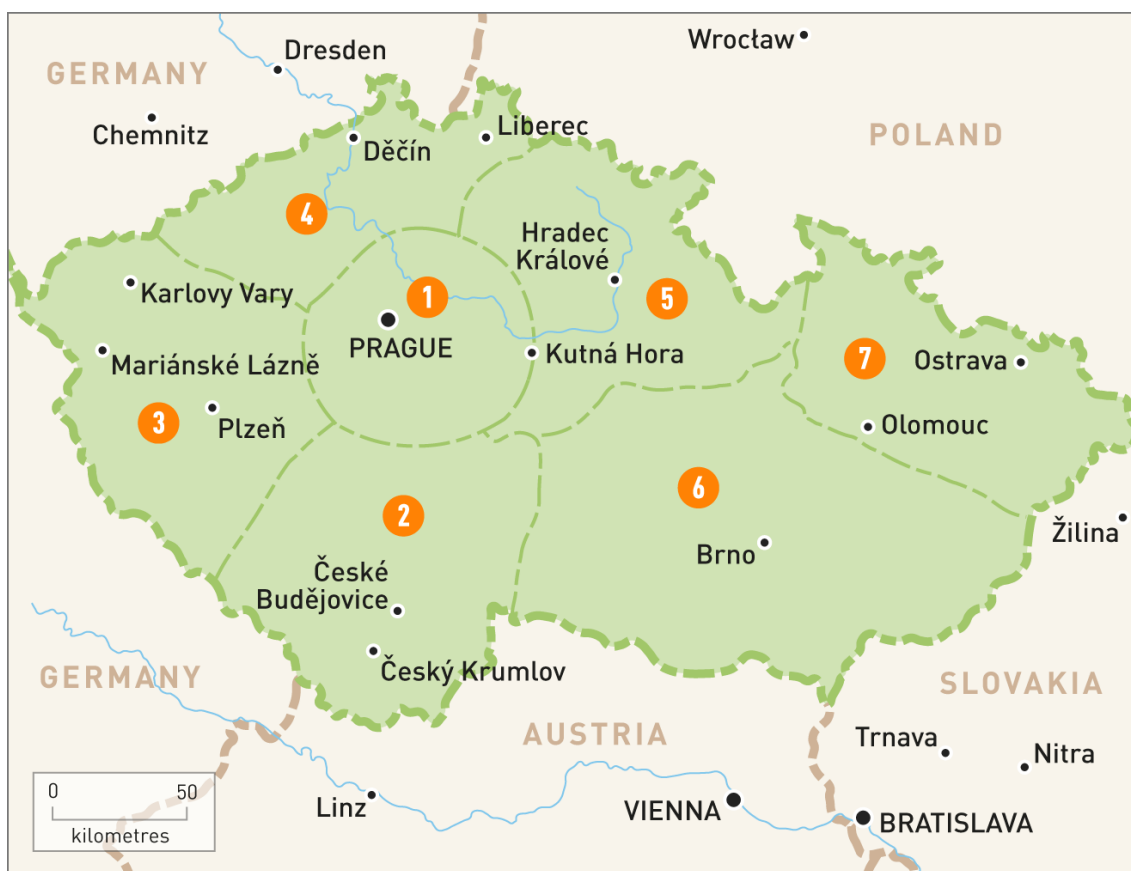 Wrocław
Dresden
GERMANY
Chemnitz
Liberec
Děčín
POLAND
4
Hradec
Králové
Karlovy Vary
1
5
PRAGUE
Kutná Hora
Mariánské Lázně
7
Ostrava
3
Plzeň
Olomouc
6
2
Žilina
Brno
České
Budějovice
Český Krumlov
GERMANY
SLOVAKIA
AUSTRIA
Trnava
Nitra
0 50
kilometres
Linz
VIENNA
BRATISLAVA